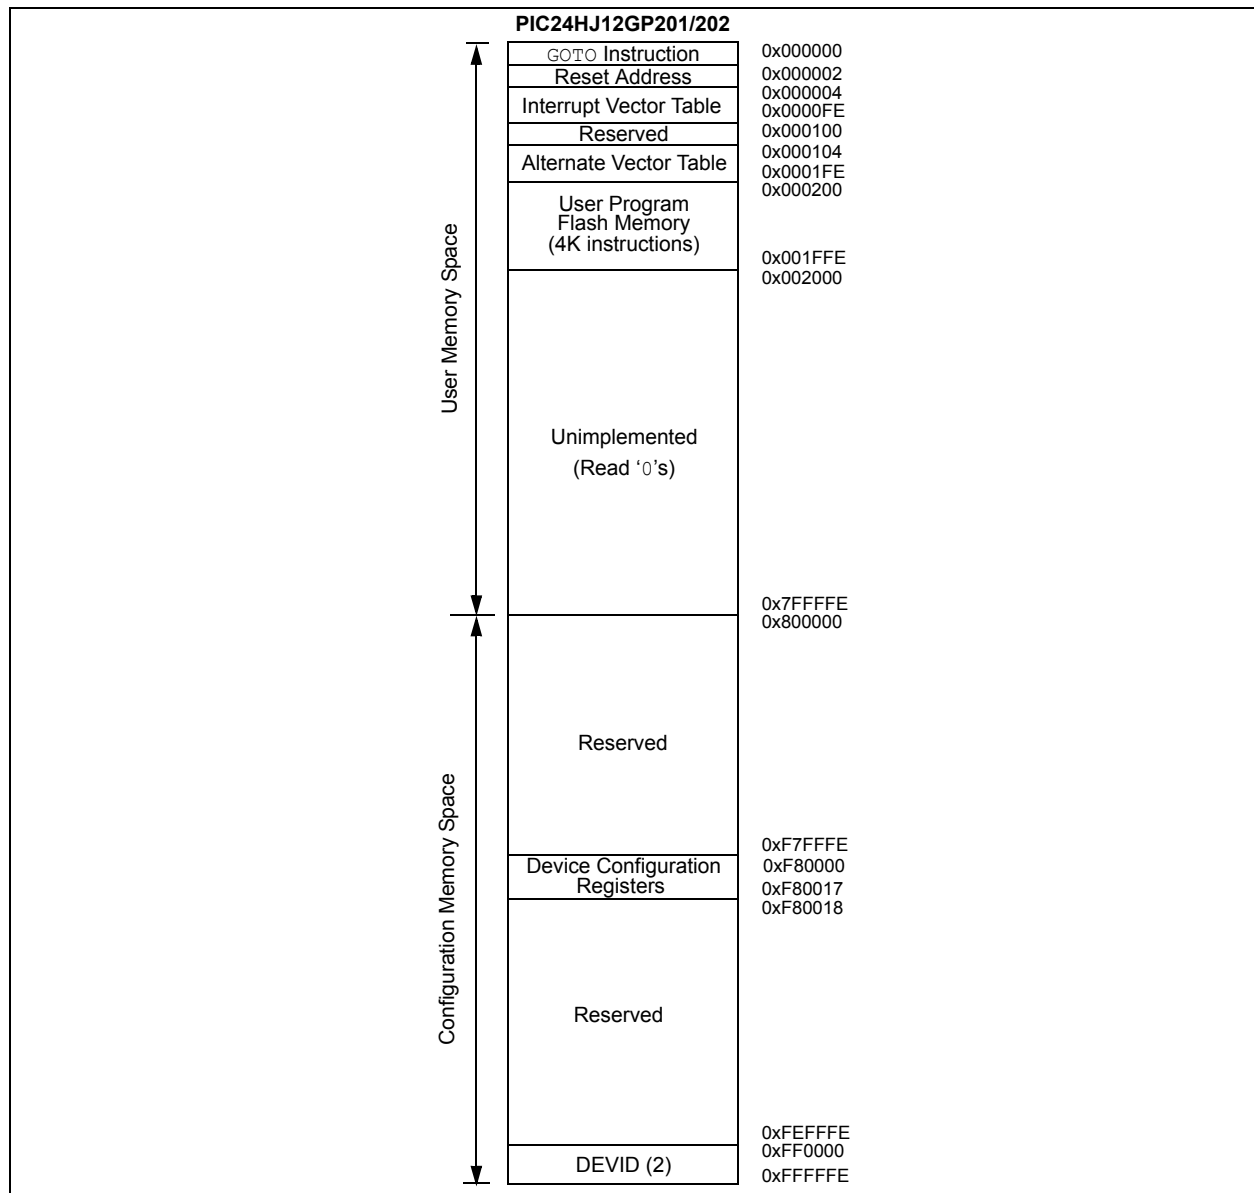 PIC24HJ12GP201/202
GOTO Instruction
0x000000
Reset Address
0x000002
Interrupt Vector Table
0x000004
0x0000FE
Reserved
0x000100
Alternate Vector Table
0x000104
0x0001FE
User Program
Flash Memory
(4K instructions)
0x000200
0x001FFE
0x002000
User Memory Space
Unimplemented
(Read ‘0’s)
0x7FFFFE
0x800000
Reserved
Configuration Memory Space
0xF7FFFE
Device Configuration
Registers
0xF80000
0xF80017
0xF80018
Reserved
0xFEFFFE
0xFF0000
DEVID (2)
0xFFFFFE